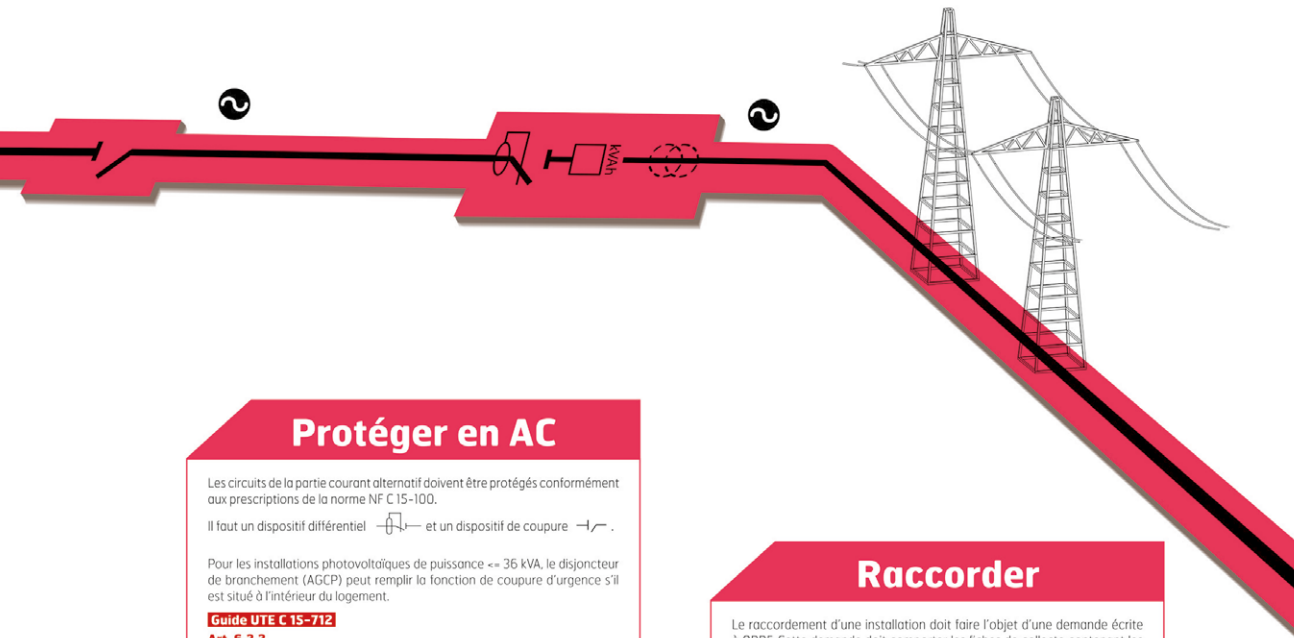 kVAh
Protéger en AC
Les circuits de la partie courant alternatif doivent être protégés conformément
aux prescriptions de la norme NF C 15-100.
Il faut un dispositif différentiel et un dispositif de coupure .
Pour les installations photovoltaïques de puissance <= 36 kVA, le disjoncteur
de branchement (AGCP) peut remplir la fonction de coupure d'urgence s'il
est situé à l'intérieur du logement.
Guide UTE C 15-712
Raccorder
Le raccordement d'une installation doit faire l'objet d'une demande écrite